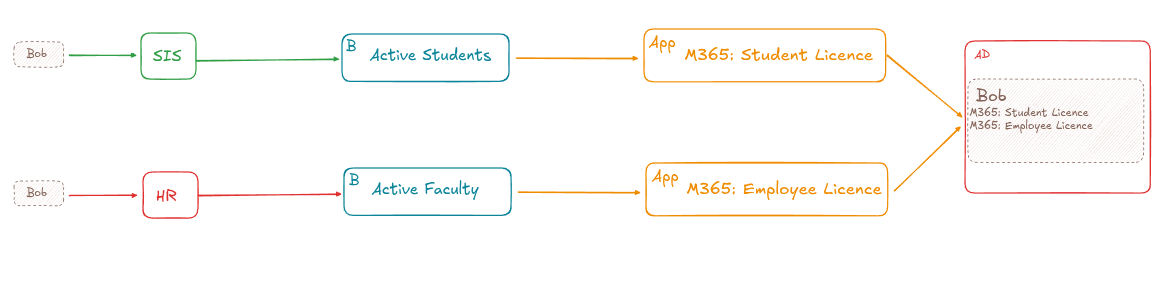 Bob
SIS
B
Active Students
App
M365: Student Licence
AD
Bob
M365: Student Licence
M365: Employee Licence
Bob
HR
B
Active Faculty
App
M365: Employee Licence